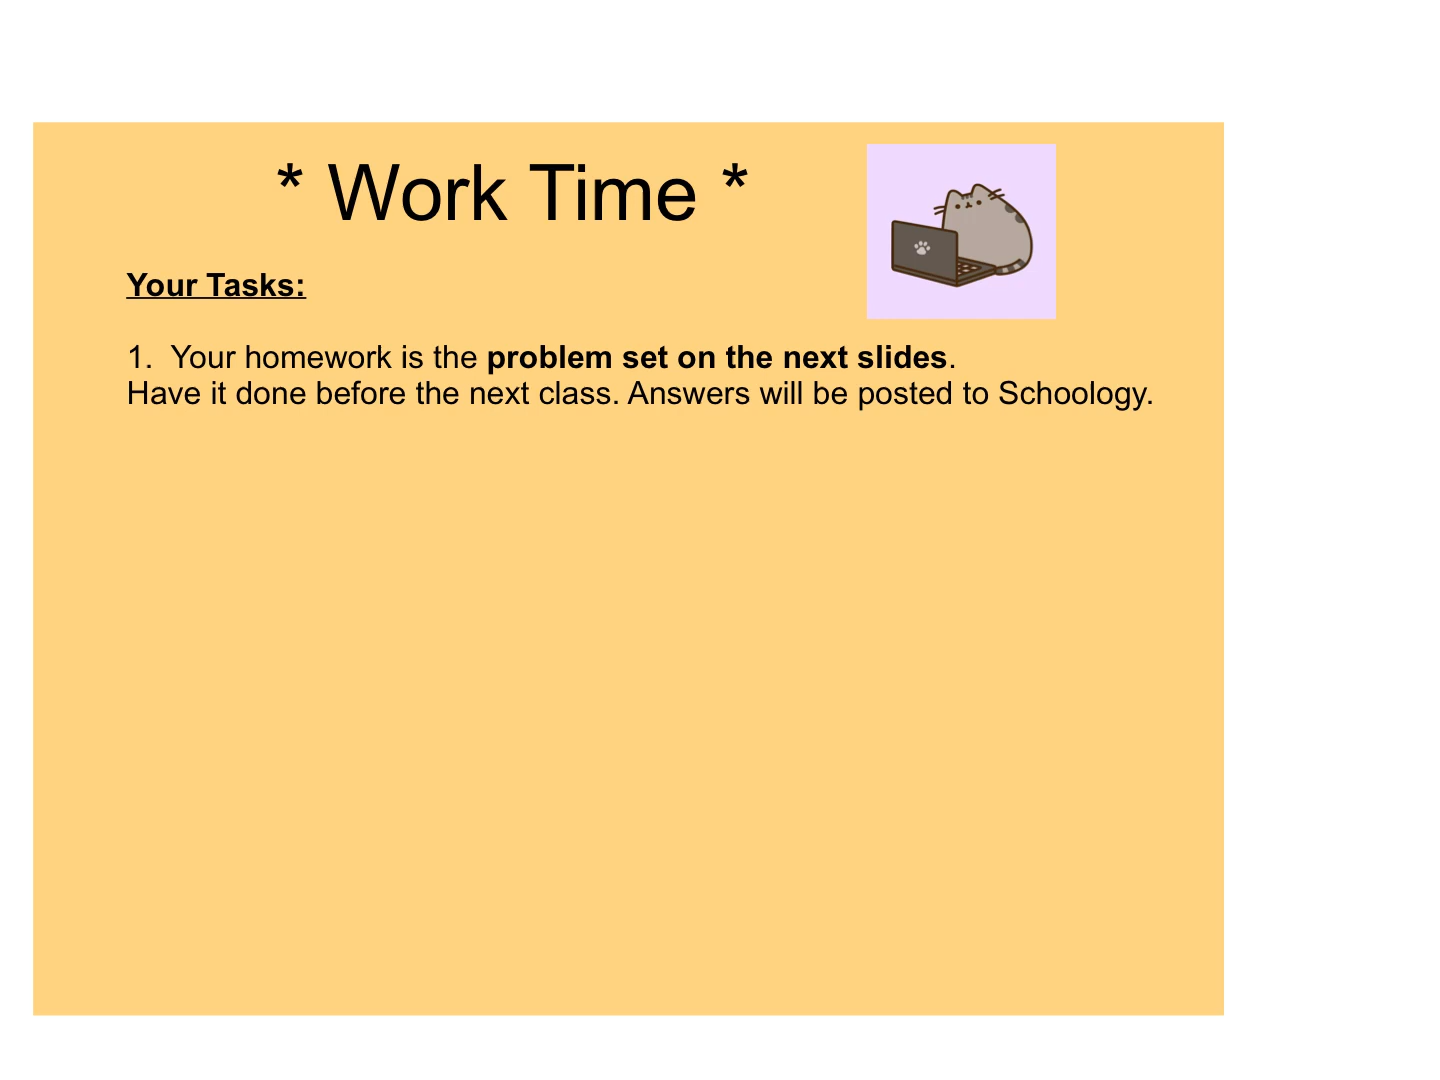 * Work Time *
Your Tasks:
1.  Your homework is the problem set on the next slides.
Have it done before the next class. Answers will be posted to Schoology.